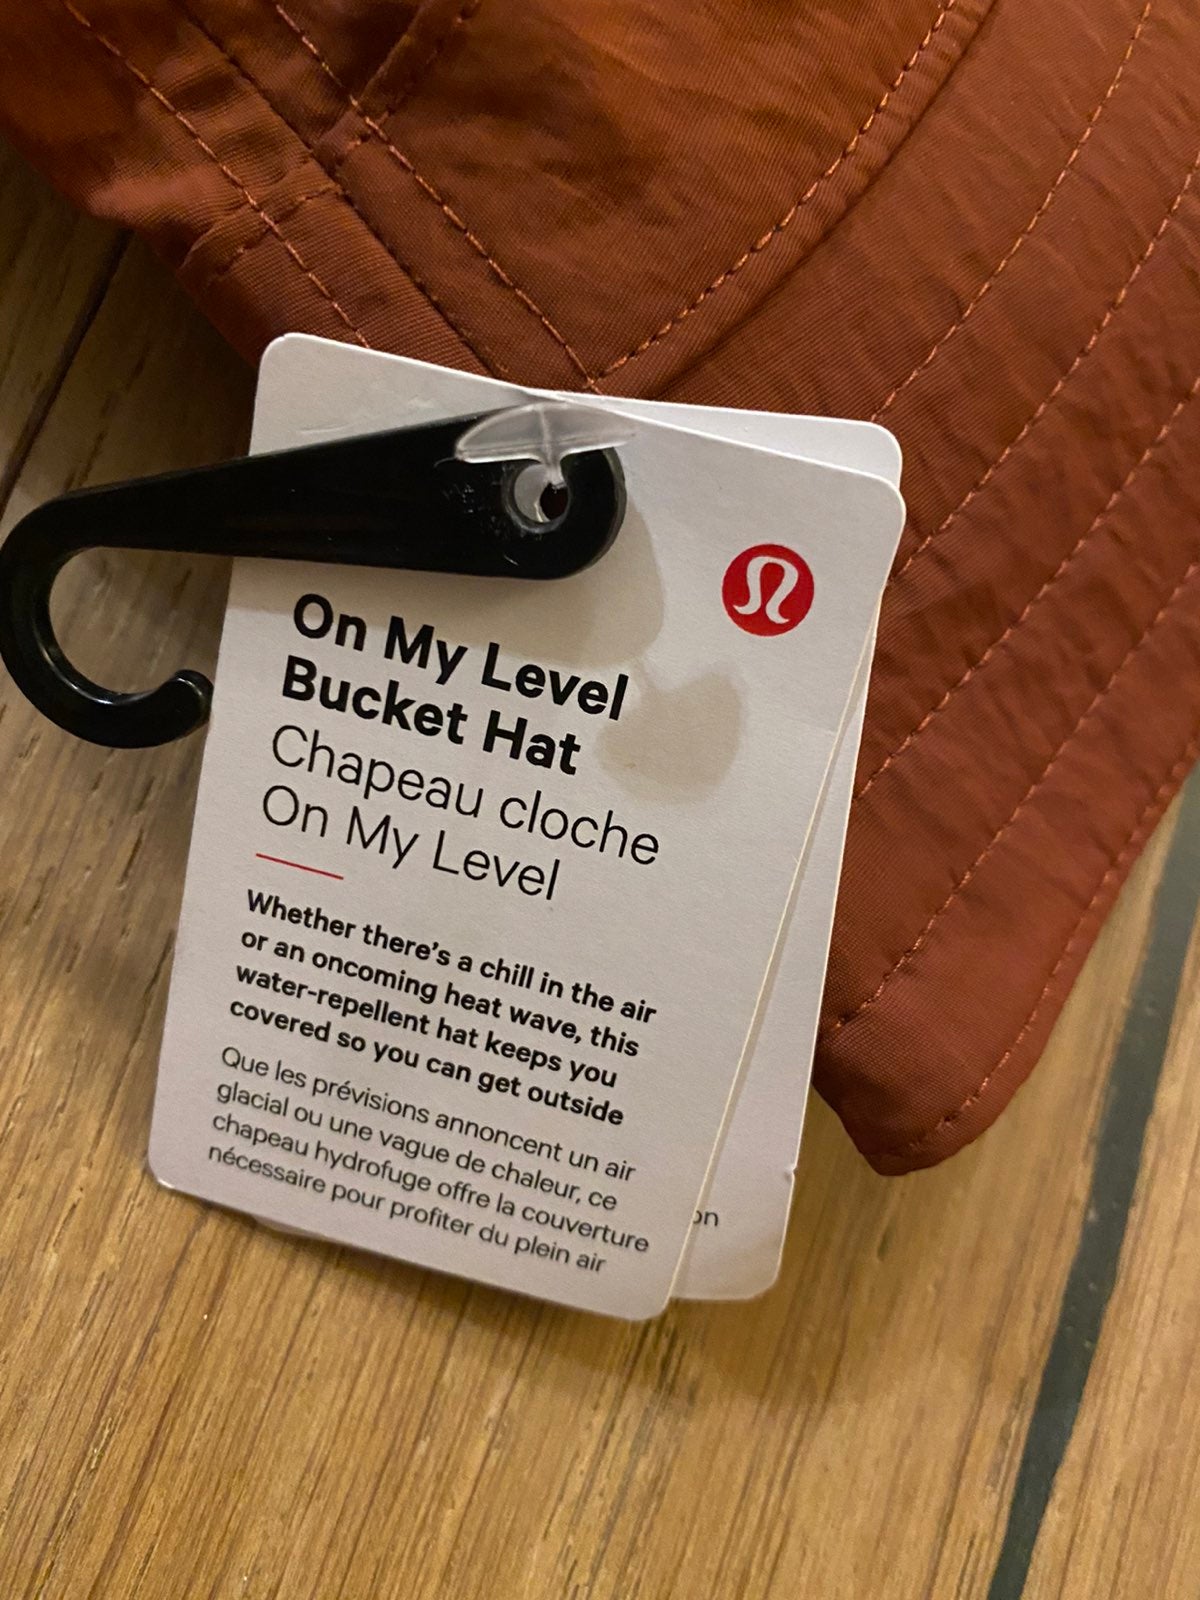 On My Level
Bucket Hat
Chapeau cloche
On My Level
Whether there's a chill in the air
or an oncoming heat wave, this
water-repellent hat keeps you
covered so you can get outside
Que les prévisions annoncent un air
glacial ou une vague de chaleur, ce
chapeau hydrofuge offre la couverture
nécessaire pour profiter du plein air
on